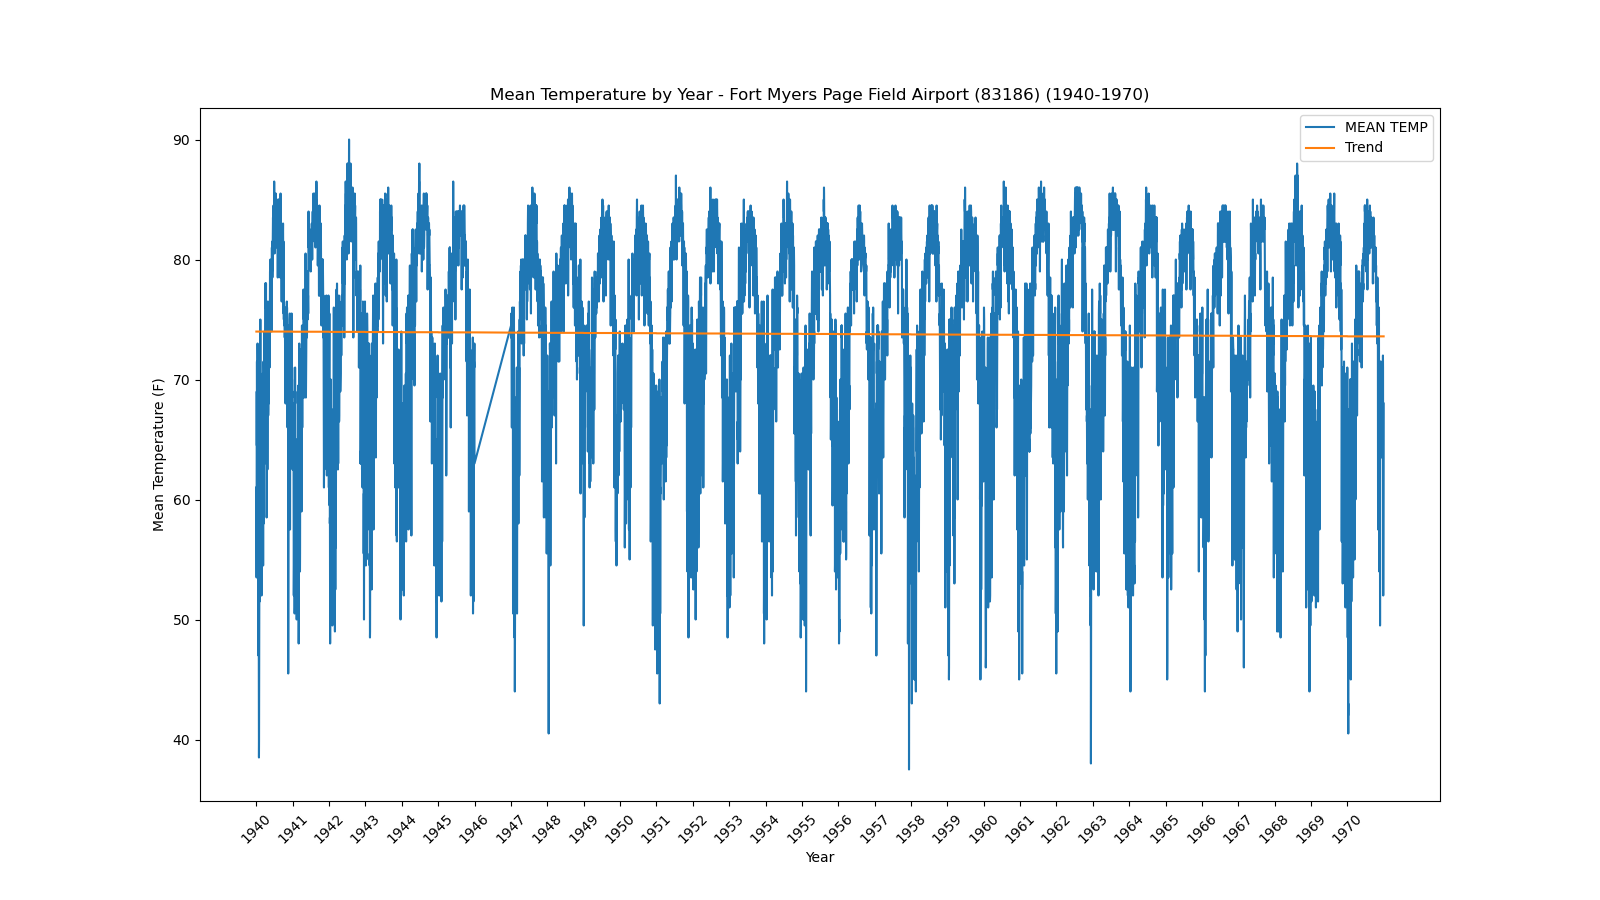 Mean Temperature by Year - Fort Myers Page Field Airport (83186) (1940-1970)
MEAN TEMP
Trend
90
80
70
60
50
40
Mean Temperature (F)
1940 1941 1942 1943 1944 1945 1946 1947 1948 1949 1950 1951 1952 1953 1954 1955 1956 1957 1958 1959 1960 1961 1962 1963 1964 1965 1966 1967 1968 1969 1970
Year